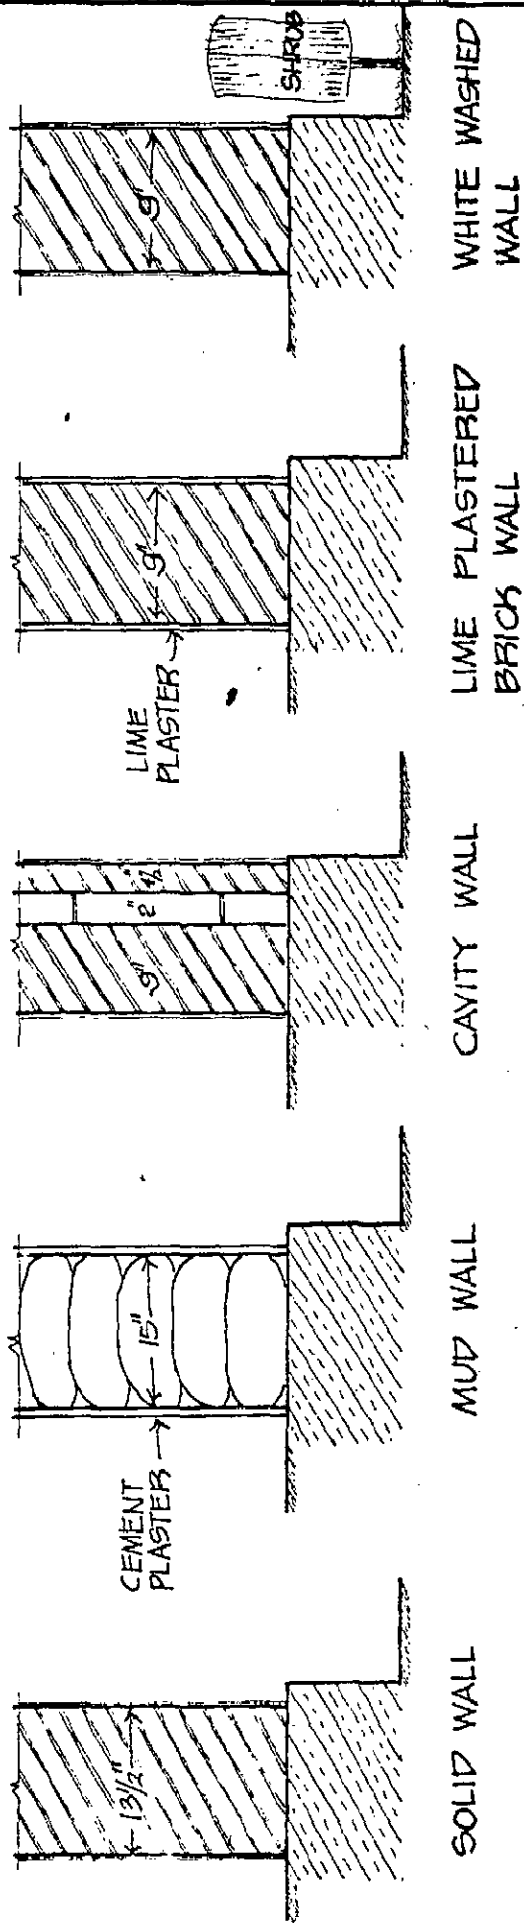 13½"
SOLID WALL
CEMENT
PLASTER
15"
MUD WALL
9" 2" ½"
CAVITY WALL
LIME
PLASTER
9"
LIME PLASTERED
BRICK WALL
9"
SHRUB
WHITE WASHED
WALL